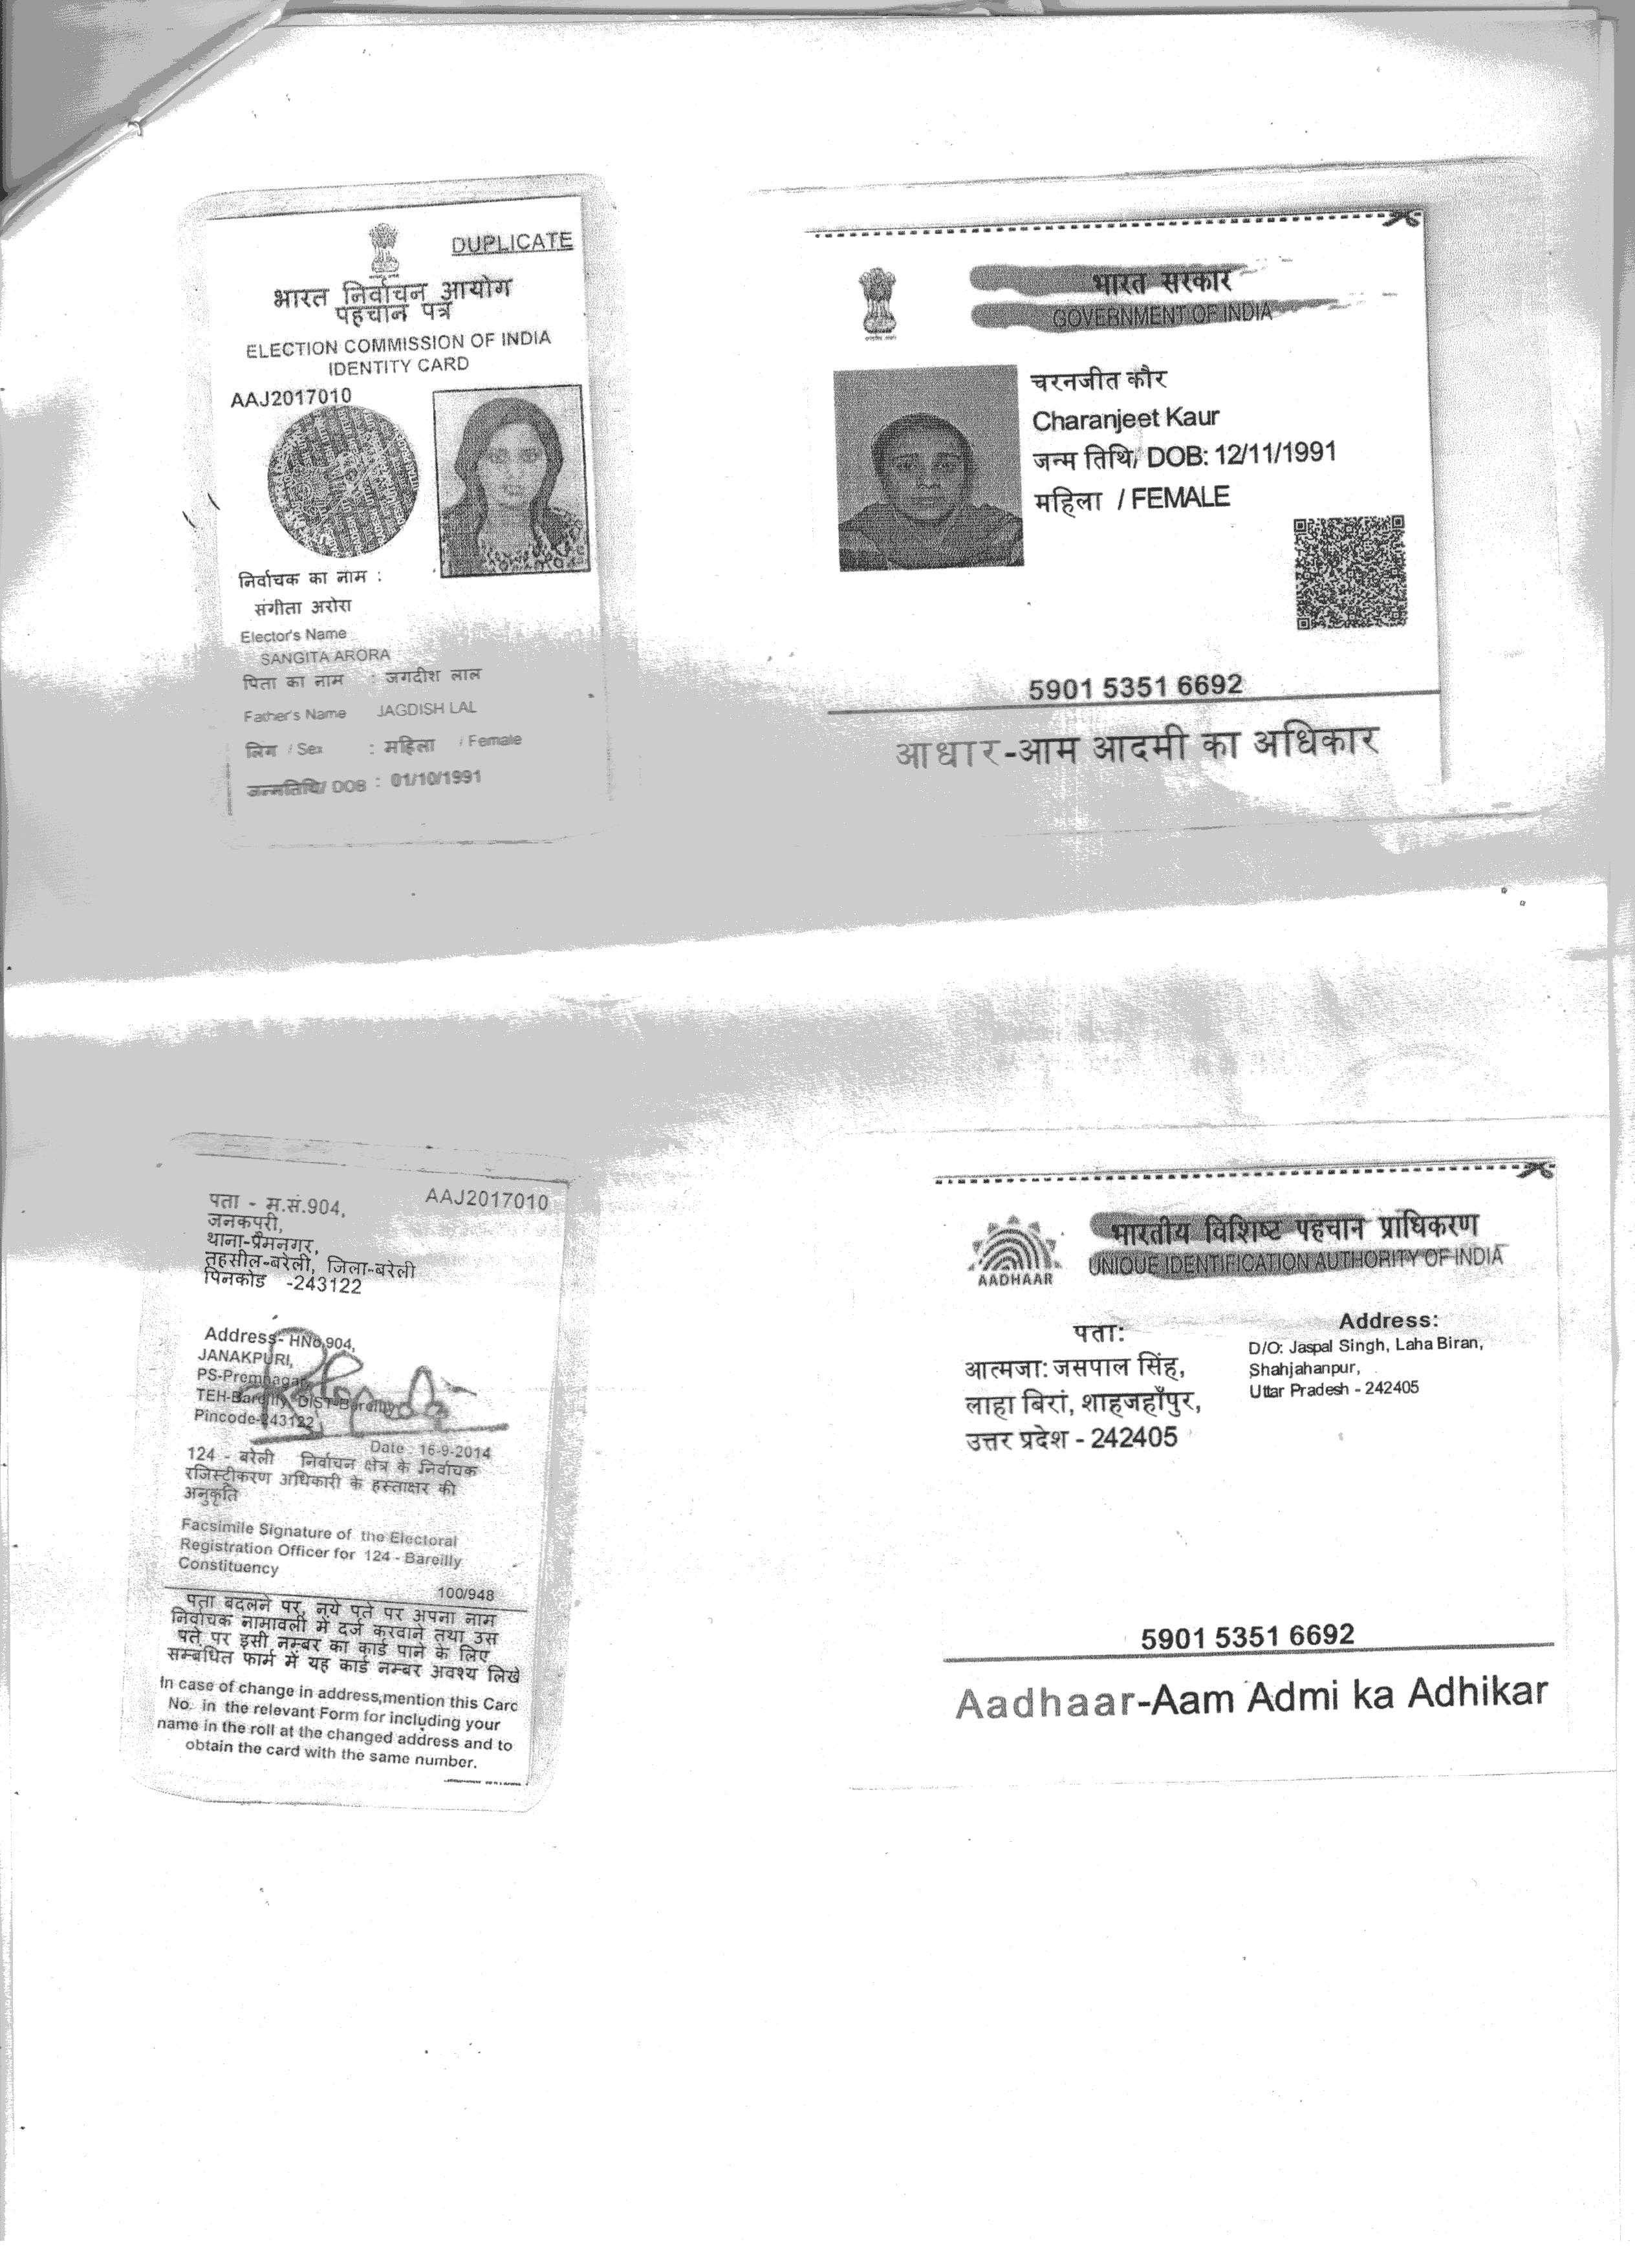 DUPLICATE
भारत निर्वाचन आयोग
पहचान पत्र
ELECTION COMMISSION OF INDIA
IDENTITY CARD
AAJ2017010
निर्वाचक का नाम :
संगीता अरोरा
Elector's Name
SANGITA ARORA
पिता का नाम : जगदीश लाल
Father's Name JAGDISH LAL
लिंग / Sex : महिला / Female
जन्मतिथि/ DOB : 01/10/1991
भारत सरकार
GOVERNMENT OF INDIA
चरनजीत कौर
Charanjeet Kaur
जन्म तिथि/ DOB: 12/11/1991
महिला / FEMALE
5901 5351 6692
आधार-आम आदमी का अधिकार
पता - म.सं.904, AAJ2017010
जनकपरी,
थाना-प्रेमनगर,
तहसील-बरेली, जिला-बरेली
पिनकोड -243122
Address- HNo,904,
JANAKPURI,
PS-Premnagar,
TEH-Bareilly DIST-Bareilly
Pincode-243122
Date - 16-9-2014
124 - बरेली निर्वाचन क्षेत्र के निर्वाचक
रजिस्ट्रीकरण अधिकारी के हस्ताक्षर की
अनुकृति
Facsimile Signature of the Electoral
Registration Officer for 124 - Bareilly
Constituency
100/948
पता बदलने पर, नये पते पर अपना नाम
निर्वाचक नामावली में दर्ज करवाने तथा उस
पते पर इसी नम्बर का कार्ड पाने के लिए
सम्बधित फार्म में यह कार्ड नम्बर अवश्य लिखें
In case of change in address,mention this Card
No. in the relevant Form for including your
name in the roll at the changed address and to
obtain the card with the same number.
भारतीय विशिष्ट पहचान प्राधिकरण
UNIQUE IDENTIFICATION AUTHORITY OF INDIA
AADHAAR
पता:
आत्मजा: जसपाल सिंह,
लाहा बिरां, शाहजहाँपुर,
उत्तर प्रदेश - 242405
Address:
D/O: Jaspal Singh, Laha Biran,
Shahjahanpur,
Uttar Pradesh - 242405
5901 5351 6692
Aadhaar-Aam Admi ka Adhikar